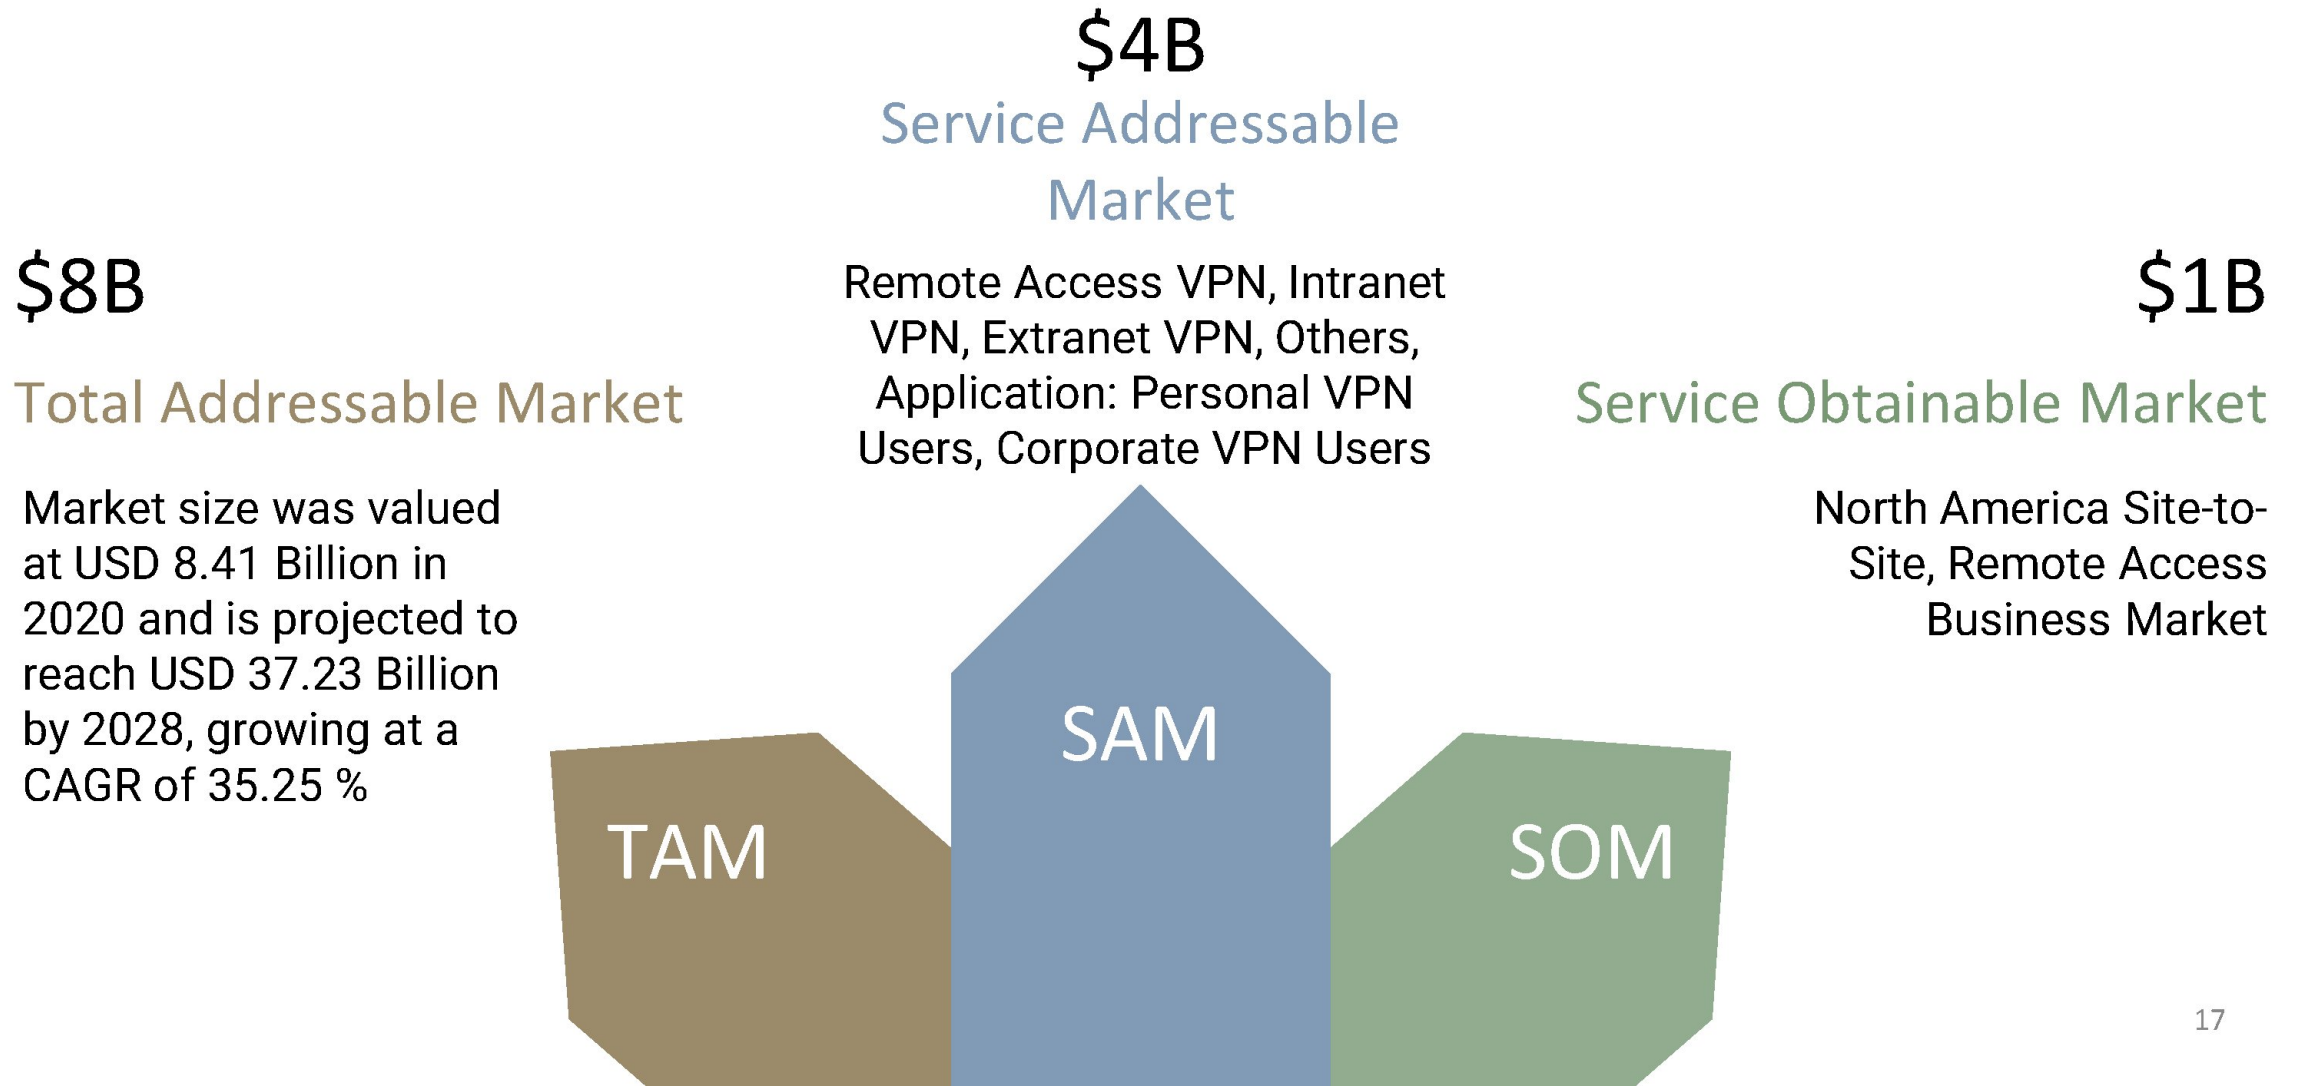 $4B
Service Addressable
Market
Remote Access VPN, Intranet
VPN, Extranet VPN, Others,
Application: Personal VPN
Users, Corporate VPN Users
$8B
Total Addressable Market
Market size was valued
at USD 8.41 Billion in
2020 and is projected to
reach USD 37.23 Billion
by 2028, growing at a
CAGR of 35.25 %
$1B
Service Obtainable Market
North America Site-to-
Site, Remote Access
Business Market
TAM
SAM
SOM
17